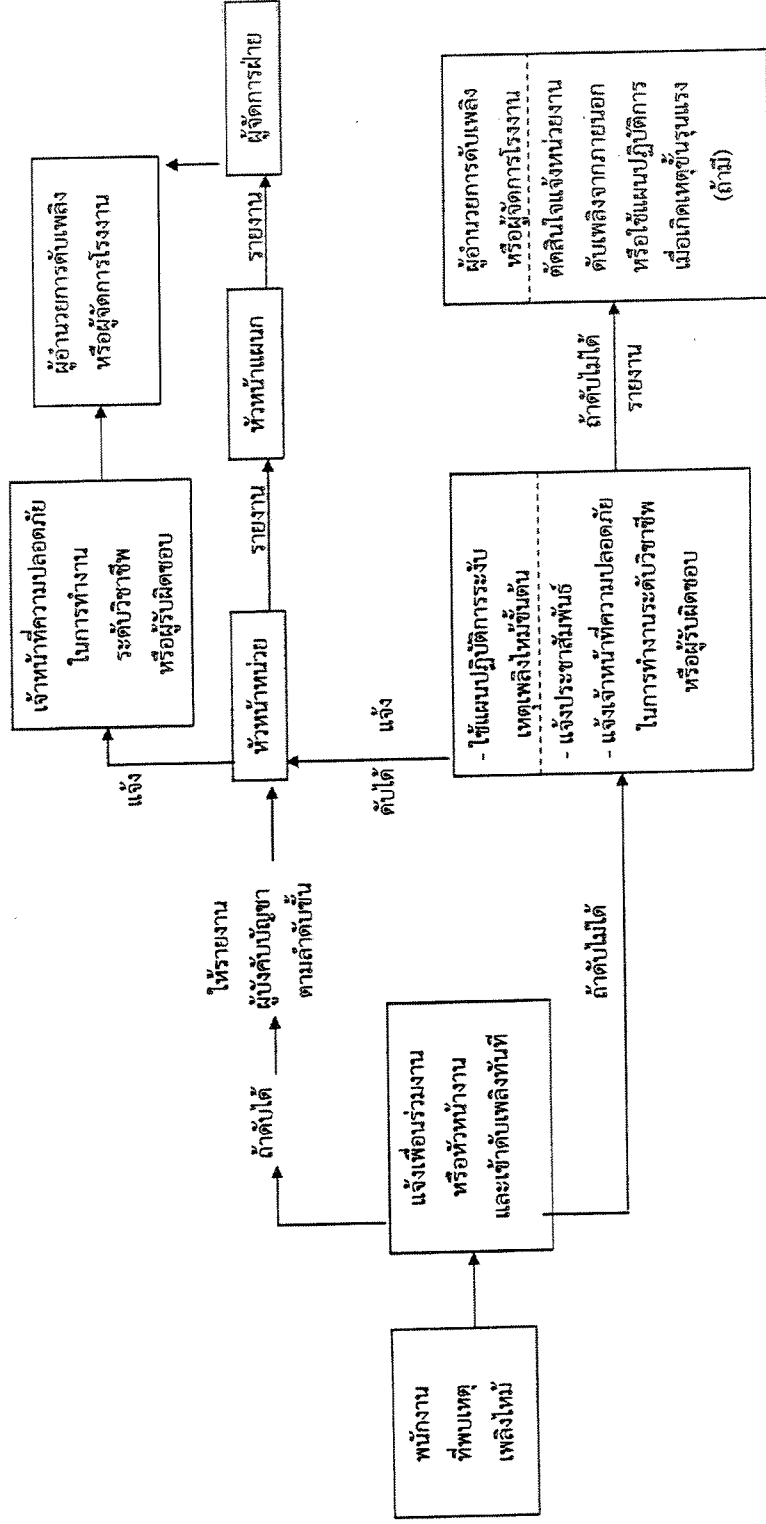 พนักงาน
ที่พบเหตุ
เพลิงไหม้
แจ้งเพื่อนร่วมงาน
หรือหัวหน้างาน
และเข้าดับเพลิงทันที
ถ้าดับได้
ให้รายงาน
ผู้บังคับบัญชา
ตามลำดับขั้น
หัวหน้าหน่วย
แจ้ง
เจ้าหน้าที่ความปลอดภัย
ในการทำงาน
ระดับวิชาชีพ
หรือผู้รับผิดชอบ
รายงาน
หัวหน้าแผนก
รายงาน
ผู้จัดการฝ่าย
ผู้อำนวยการดับเพลิง
หรือผู้จัดการโรงงาน
ถ้าดับไม่ได้
- ใช้แผนปฏิบัติการระงับ
เหตุเพลิงไหม้ขั้นต้น
- แจ้งประชาสัมพันธ์
- แจ้งเจ้าหน้าที่ความปลอดภัย
ในการทำงานระดับวิชาชีพ
หรือผู้รับผิดชอบ
ดับได้
แจ้ง
ถ้าดับไม่ได้
รายงาน
ผู้อำนวยการดับเพลิง
หรือผู้จัดการโรงงาน
ตัดสินใจแจ้งหน่วยงาน
ดับเพลิงจากภายนอก
หรือใช้แผนปฏิบัติการ
เมื่อเกิดเหตุขั้นรุนแรง
(ถ้ามี)